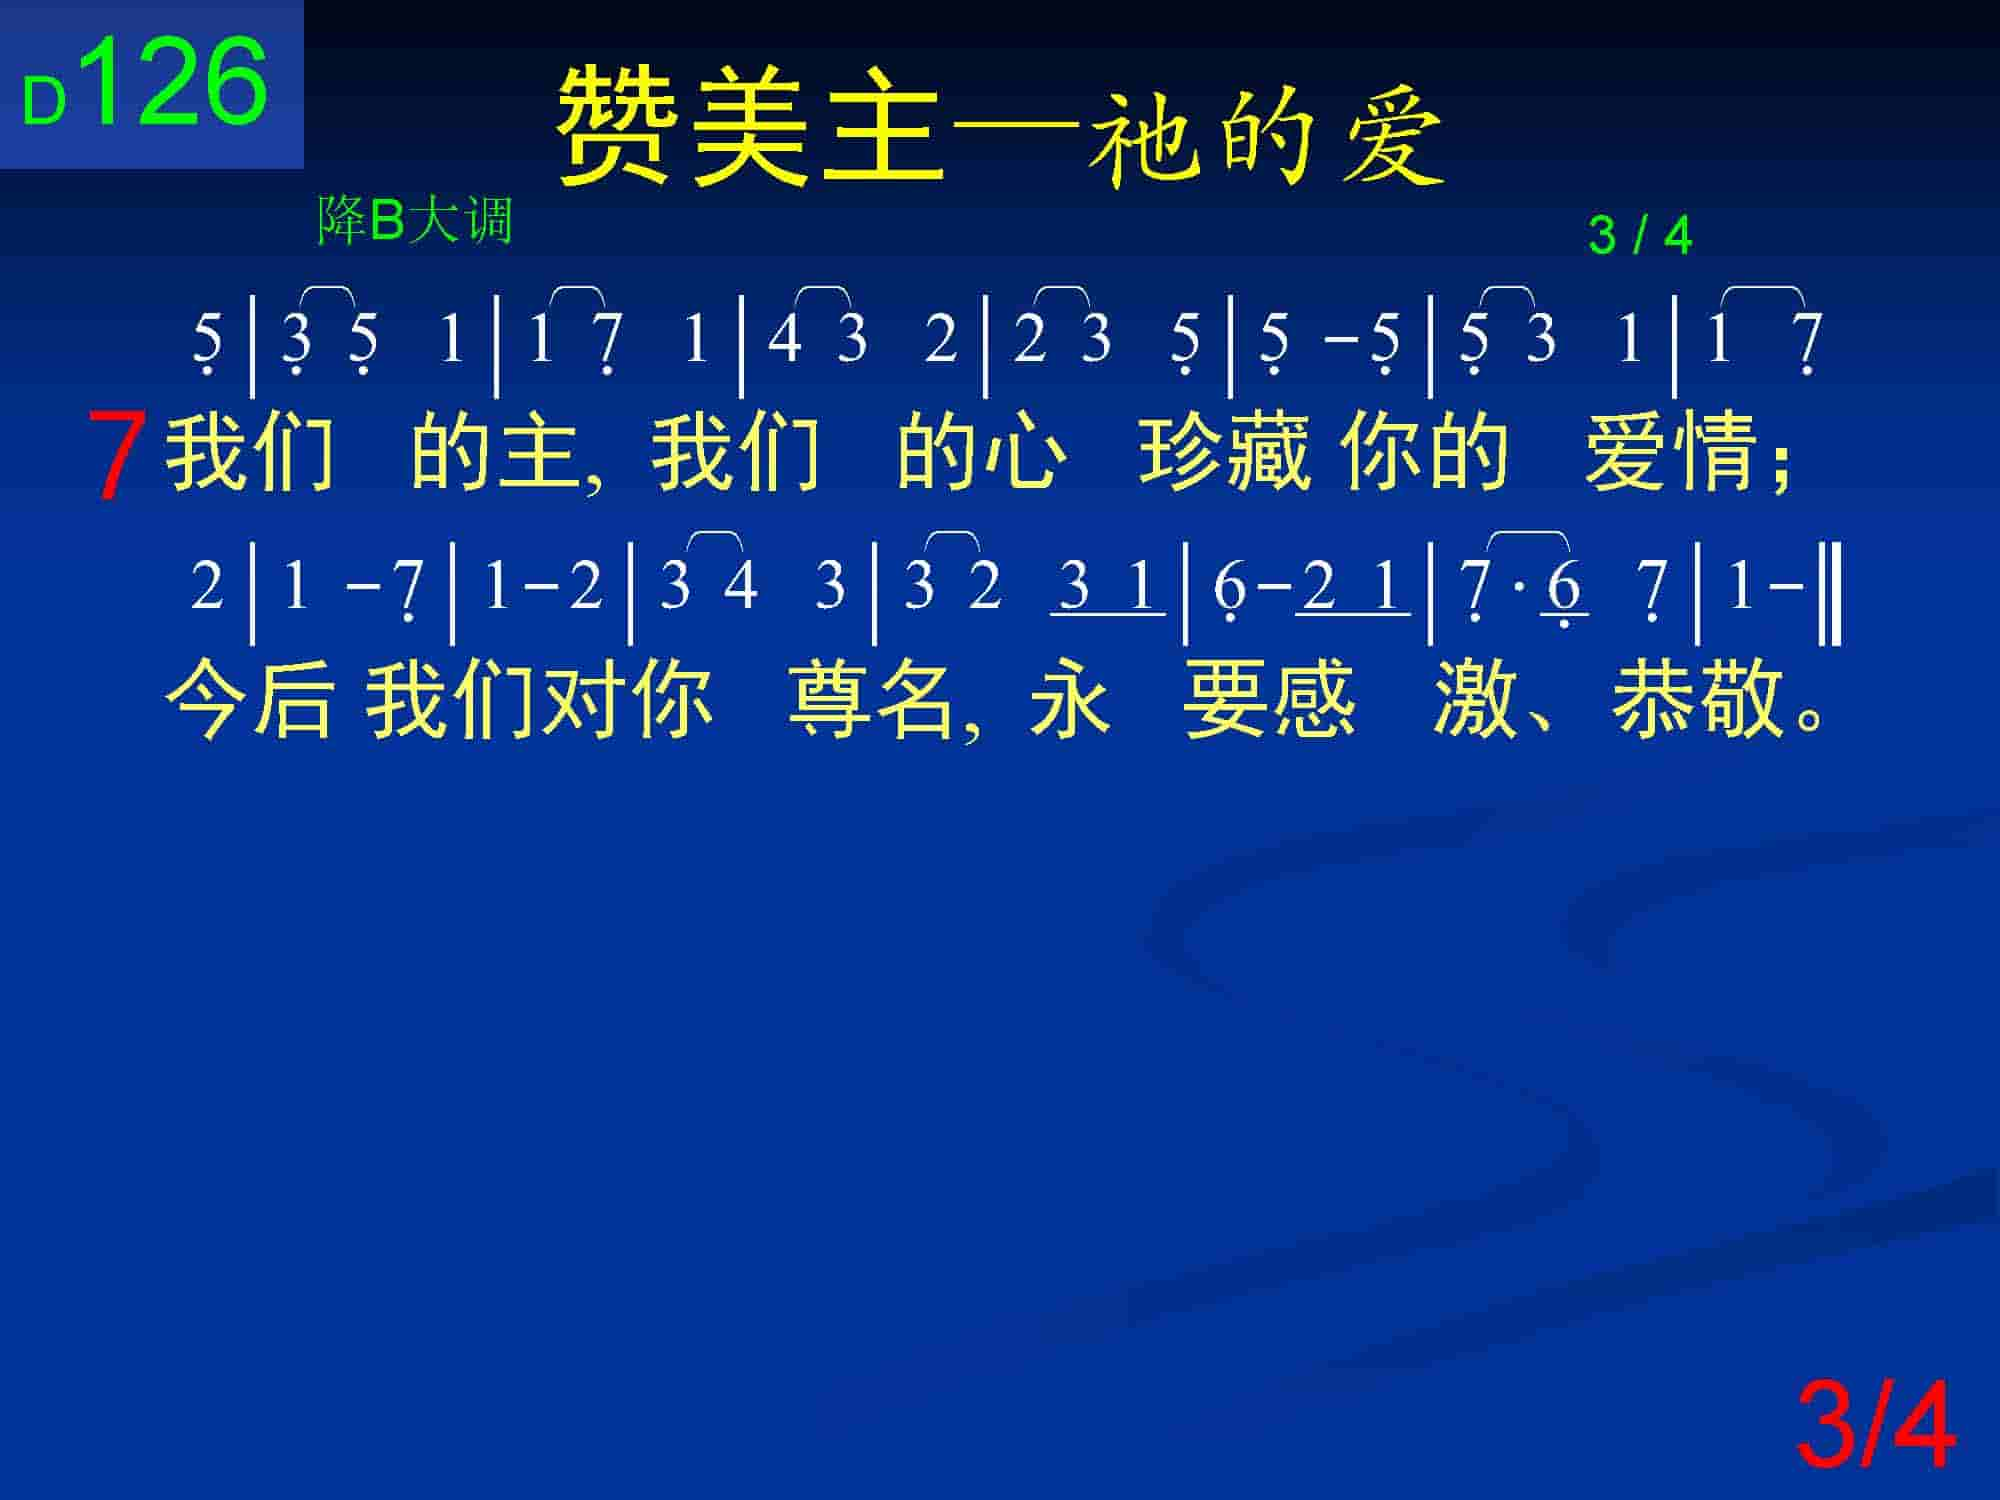 D126
赞美主—祂的爱
降B大调 3 / 4
5̣ | 3̣ 5̣ 1 | 1 7̣ 1 | 4 3 2 | 2 3 5̣ | 5̣ - 5̣ | 5̣ 3 1 | 1 7̣
7 我们 的主, 我们 的心 珍藏 你的 爱情；
2 | 1 - 7̣ | 1 - 2 | 3 4 3 | 3 2 3 1 | 6̣ - 2 1 | 7̣ · 6̣ 7̣ | 1 - ‖
今后 我们对你 尊名, 永 要感 激、恭敬。
3/4